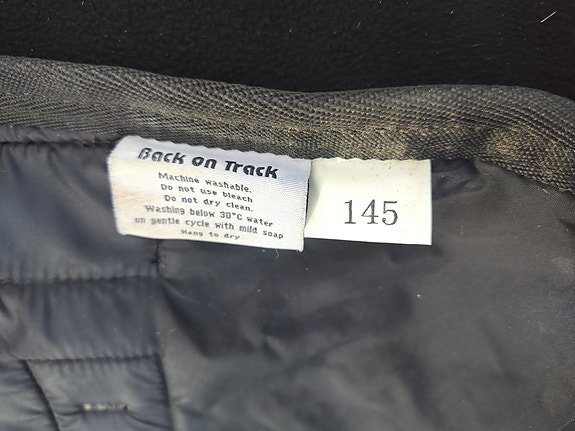 Back on Track
Machine washable.
Do not use bleach
Do not dry clean.
Washing below 30°C water
on gentle cycle with mild soap
Hang to dry
145